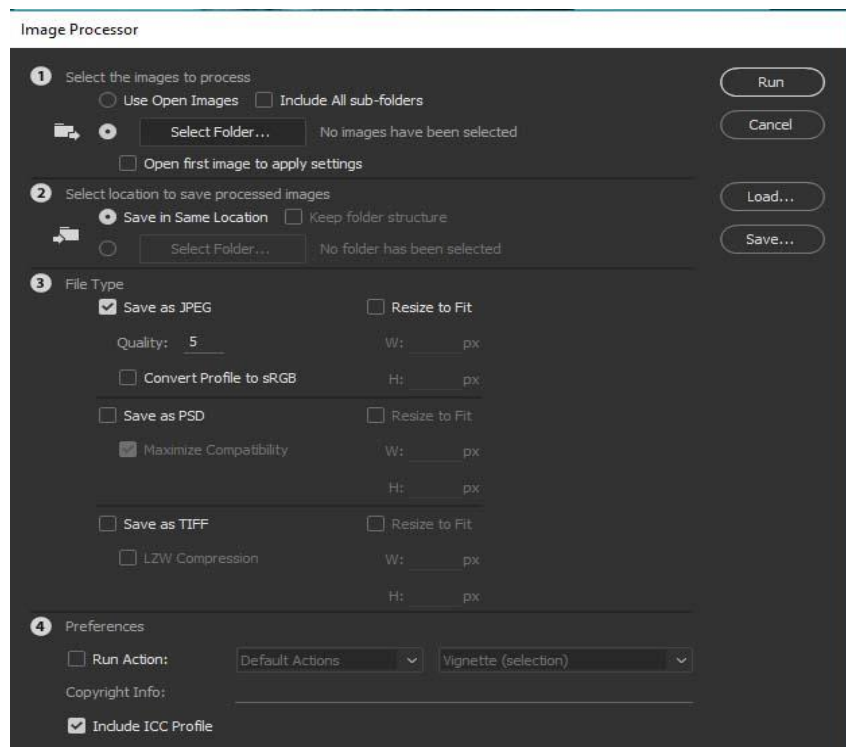 Image Processor
1 Select the images to process
Use Open Images Include All sub-folders
Select Folder... No images have been selected
Open first image to apply settings
Run
Cancel
2 Select location to save processed images
Save in Same Location Keep folder structure
Select Folder... No folder has been selected
Load...
Save...
3 File Type
Save as JPEG Resize to Fit
Quality: 5 W: px
Convert Profile to sRGB H: px
Save as PSD Resize to Fit
Maximize Compatibility W: px
H: px
Save as TIFF Resize to Fit
LZW Compression W: px
H: px
4 Preferences
Run Action: Default Actions Vignette (selection)
Copyright Info:
Include ICC Profile